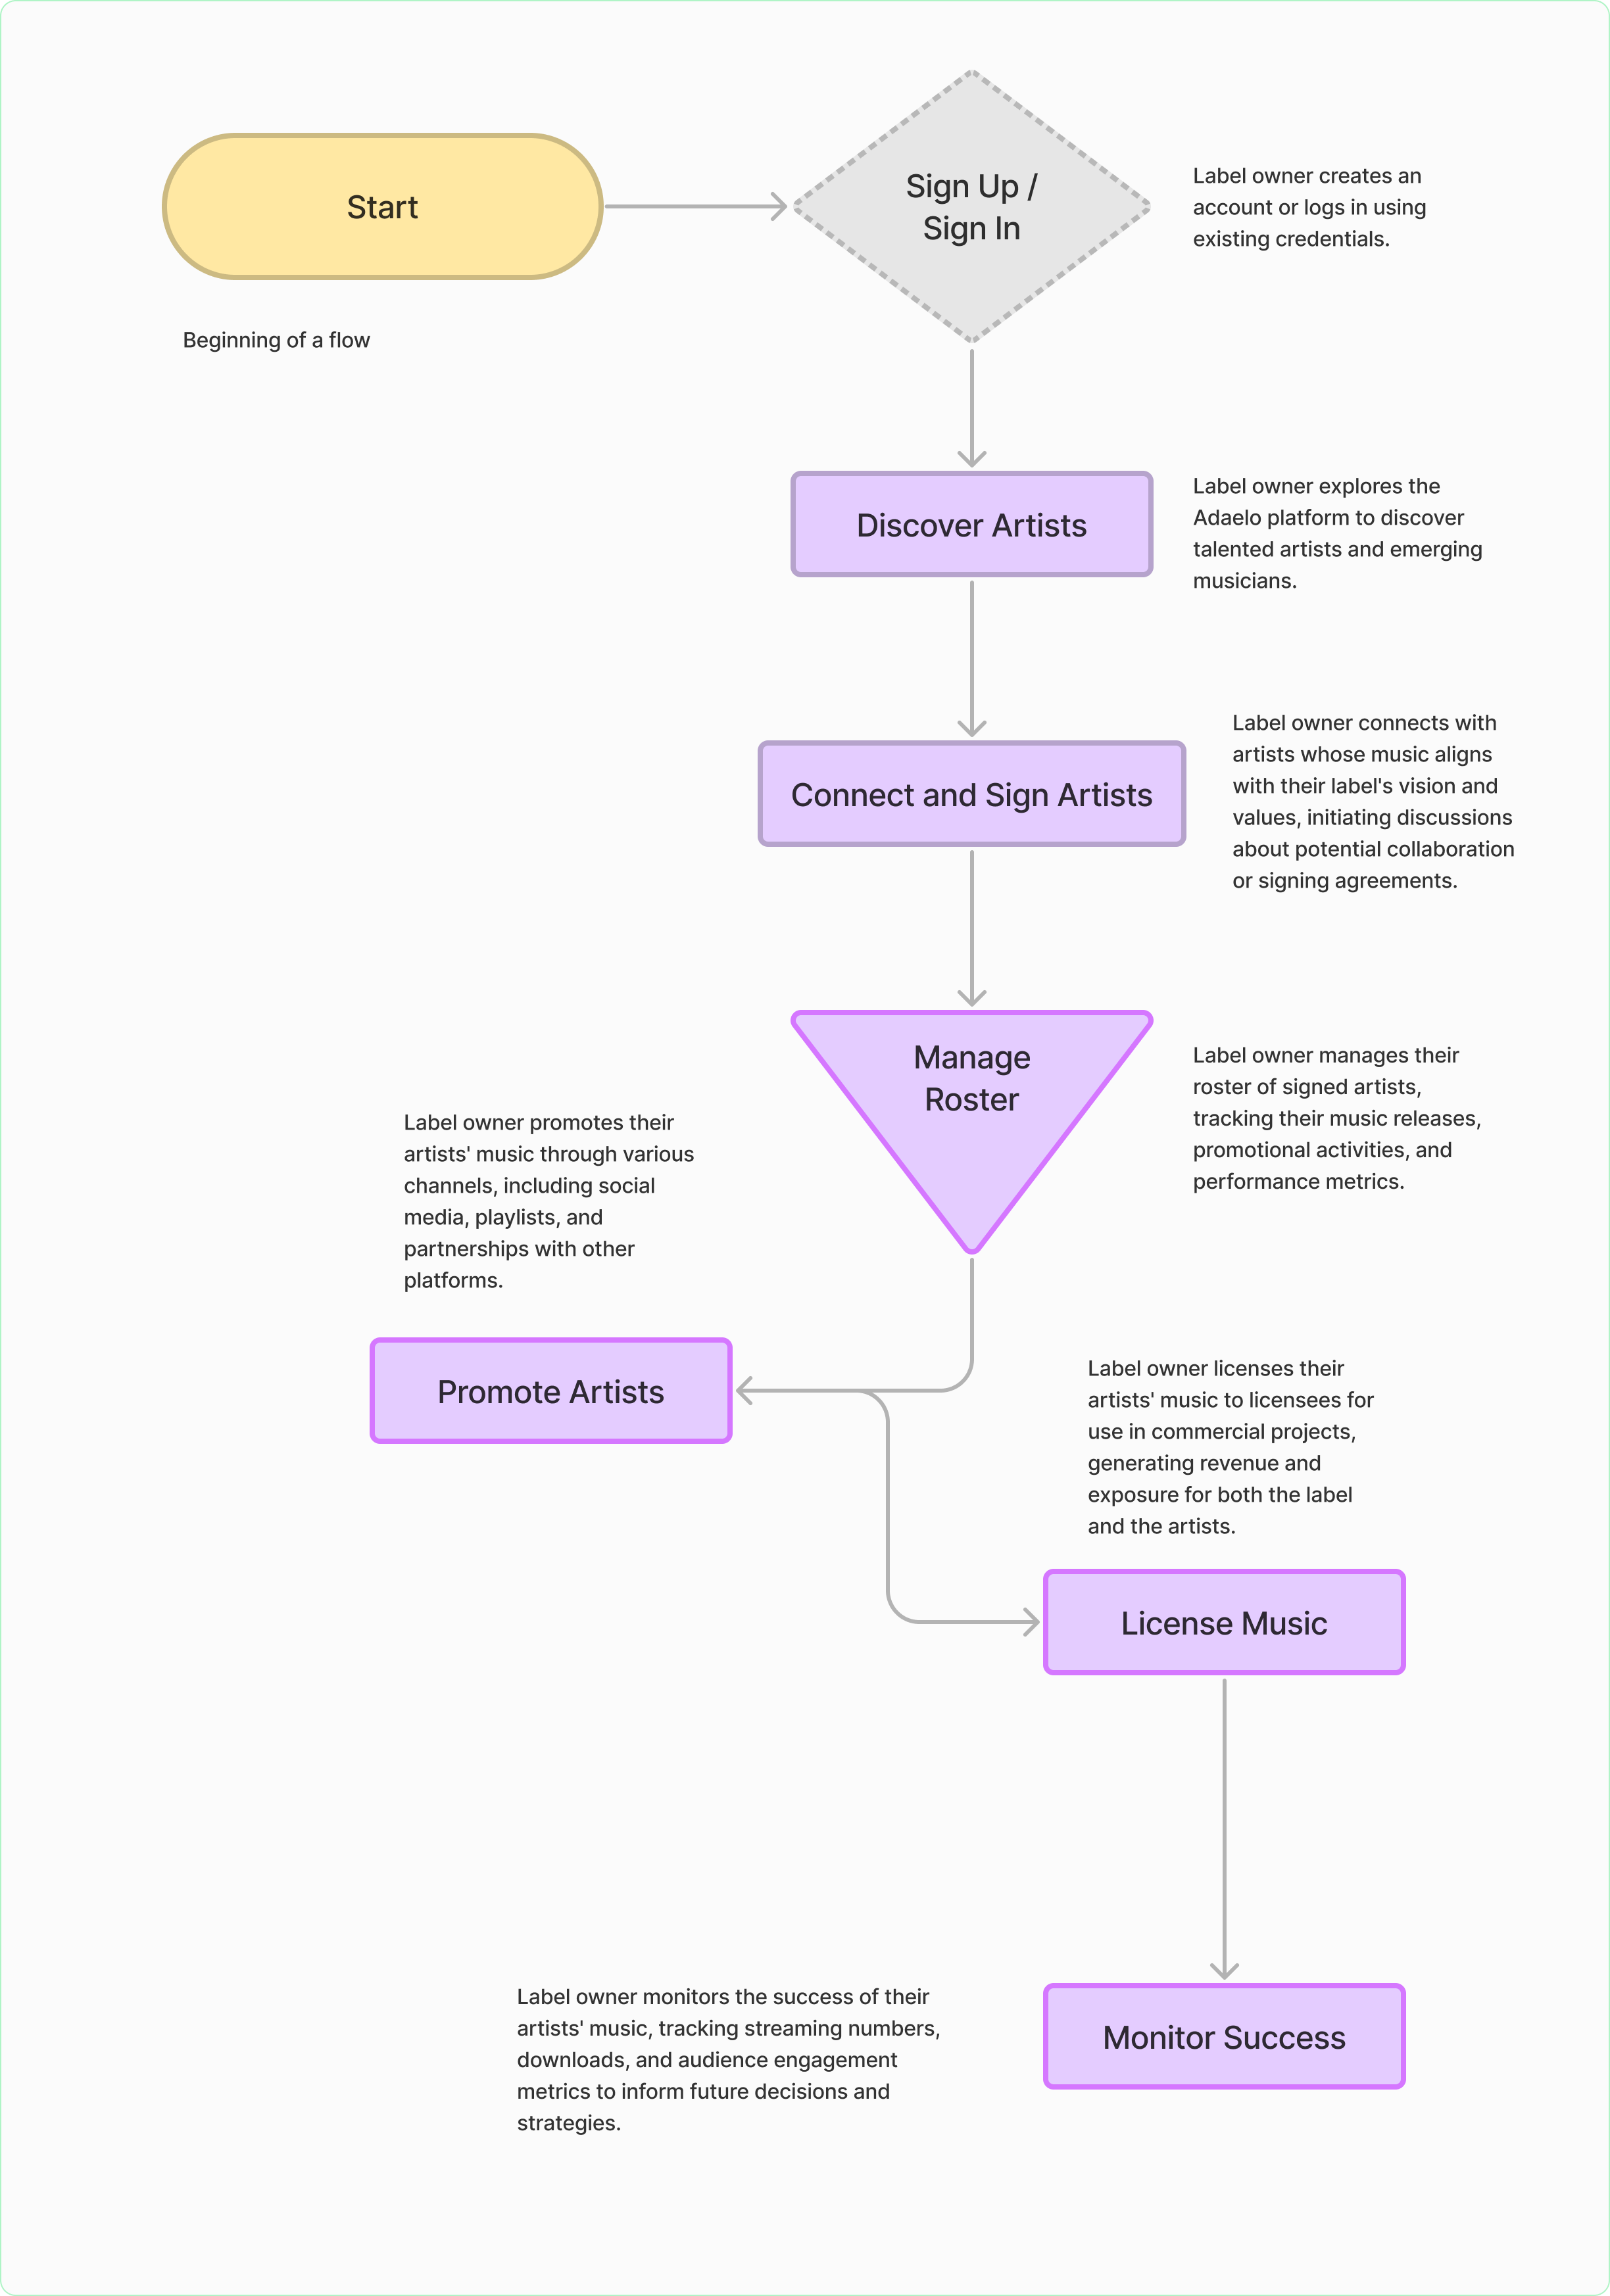 Start
Beginning of a flow
Sign Up /
Sign In
Label owner creates an
account or logs in using
existing credentials.
Discover Artists
Label owner explores the
Adaelo platform to discover
talented artists and emerging
musicians.
Connect and Sign Artists
Label owner connects with
artists whose music aligns
with their label's vision and
values, initiating discussions
about potential collaboration
or signing agreements.
Manage
Roster
Label owner manages their
roster of signed artists,
tracking their music releases,
promotional activities, and
performance metrics.
Label owner promotes their
artists' music through various
channels, including social
media, playlists, and
partnerships with other
platforms.
Promote Artists
Label owner licenses their
artists' music to licensees for
use in commercial projects,
generating revenue and
exposure for both the label
and the artists.
License Music
Label owner monitors the success of their
artists' music, tracking streaming numbers,
downloads, and audience engagement
metrics to inform future decisions and
strategies.
Monitor Success